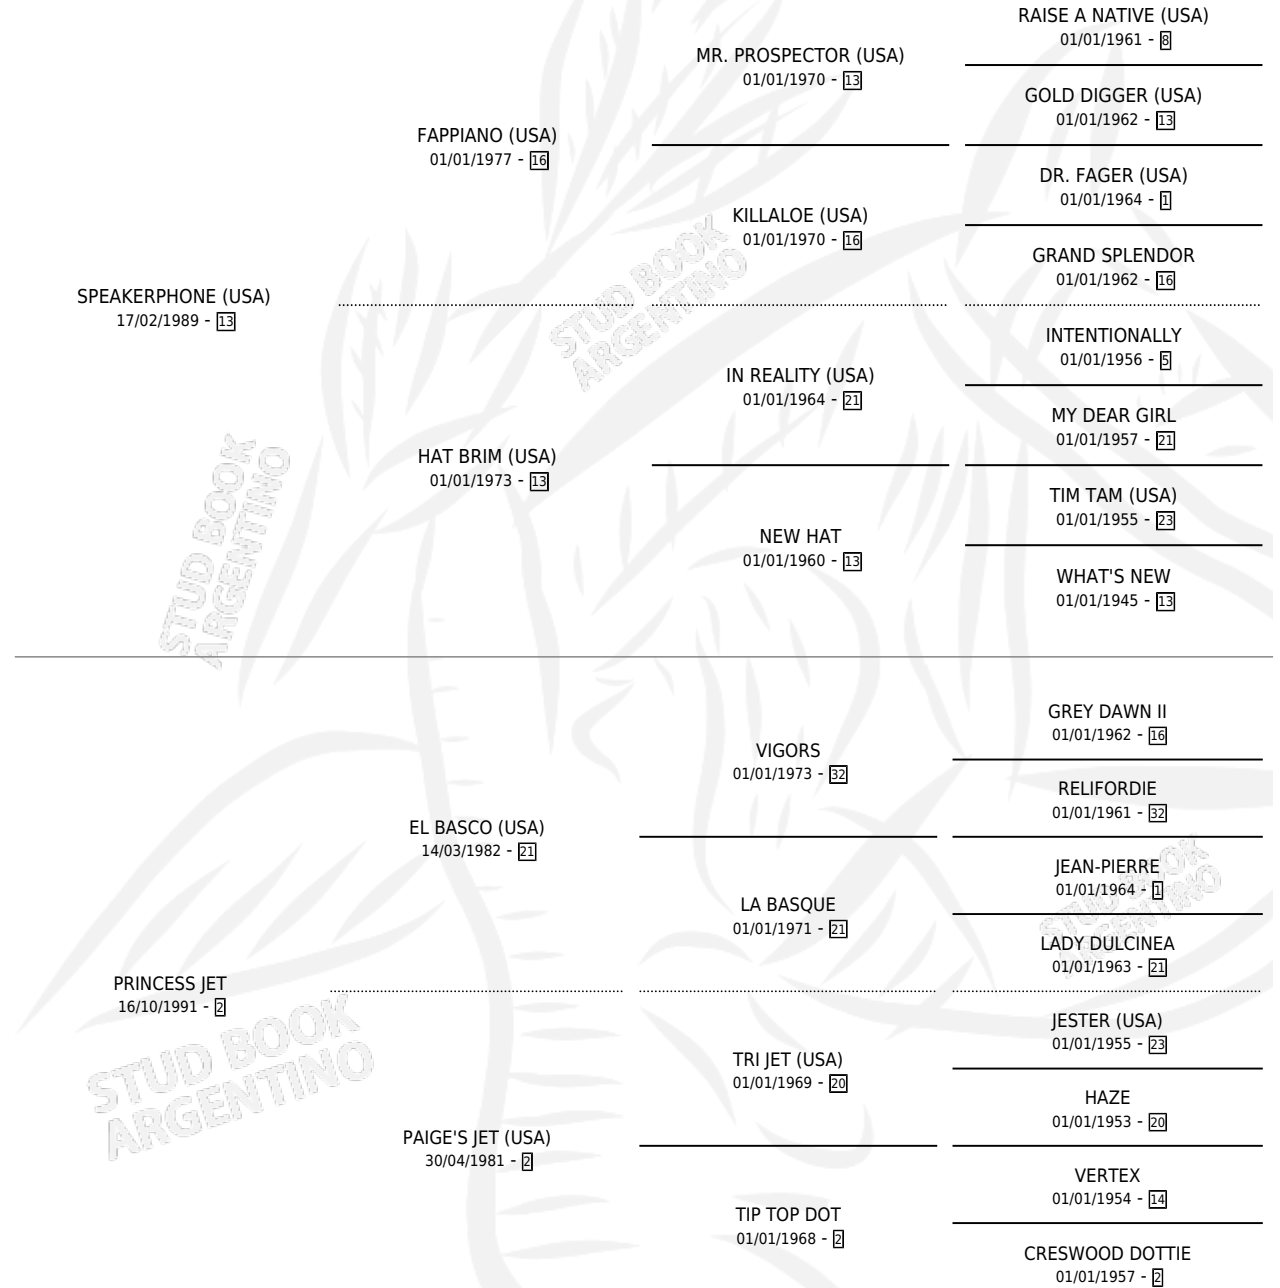 RAISE A NATIVE (USA)
01/01/1961 - 8
MR. PROSPECTOR (USA)
01/01/1970 - 13
GOLD DIGGER (USA)
01/01/1962 - 13
FAPPIANO (USA)
01/01/1977 - 16
DR. FAGER (USA)
01/01/1964 - 1
KILLALOE (USA)
01/01/1970 - 16
GRAND SPLENDOR
01/01/1962 - 16
SPEAKERPHONE (USA)
17/02/1989 - 13
STUD BOOK
ARGENTINO
INTENTIONALLY
01/01/1956 - 5
IN REALITY (USA)
01/01/1964 - 21
MY DEAR GIRL
01/01/1957 - 21
HAT BRIM (USA)
01/01/1973 - 13
TIM TAM (USA)
01/01/1955 - 23
NEW HAT
01/01/1960 - 13
WHAT'S NEW
01/01/1945 - 13
STUD BOOK
ARGENTINO
GREY DAWN II
01/01/1962 - 16
VIGORS
01/01/1973 - 32
RELIFORDIE
01/01/1961 - 32
EL BASCO (USA)
14/03/1982 - 21
JEAN-PIERRE
01/01/1964 - 1
LA BASQUE
01/01/1971 - 21
LADY DULCINEA
01/01/1963 - 21
STUD BOOK
ARGENTINO
PRINCESS JET
16/10/1991 - 2
JESTER (USA)
01/01/1955 - 23
TRI JET (USA)
01/01/1969 - 20
HAZE
01/01/1953 - 20
STUD BOOK
ARGENTINO
PAIGE'S JET (USA)
30/04/1981 - 2
VERTEX
01/01/1954 - 14
TIP TOP DOT
01/01/1968 - 2
CRESWOOD DOTTIE
01/01/1957 - 2